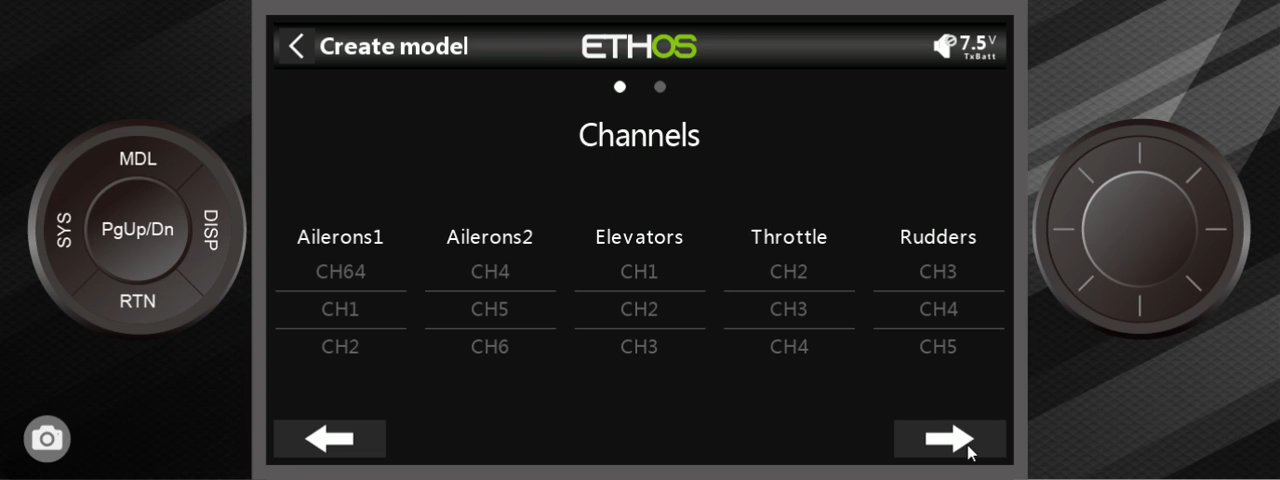 Create model
ETHOS
7.5V
TxBatt
Channels
MDL
SYS
PgUp/Dn
DISP
RTN
Ailerons1 Ailerons2 Elevators Throttle Rudders
CH64 CH4 CH1 CH2 CH3
CH1 CH5 CH2 CH3 CH4
CH2 CH6 CH3 CH4 CH5